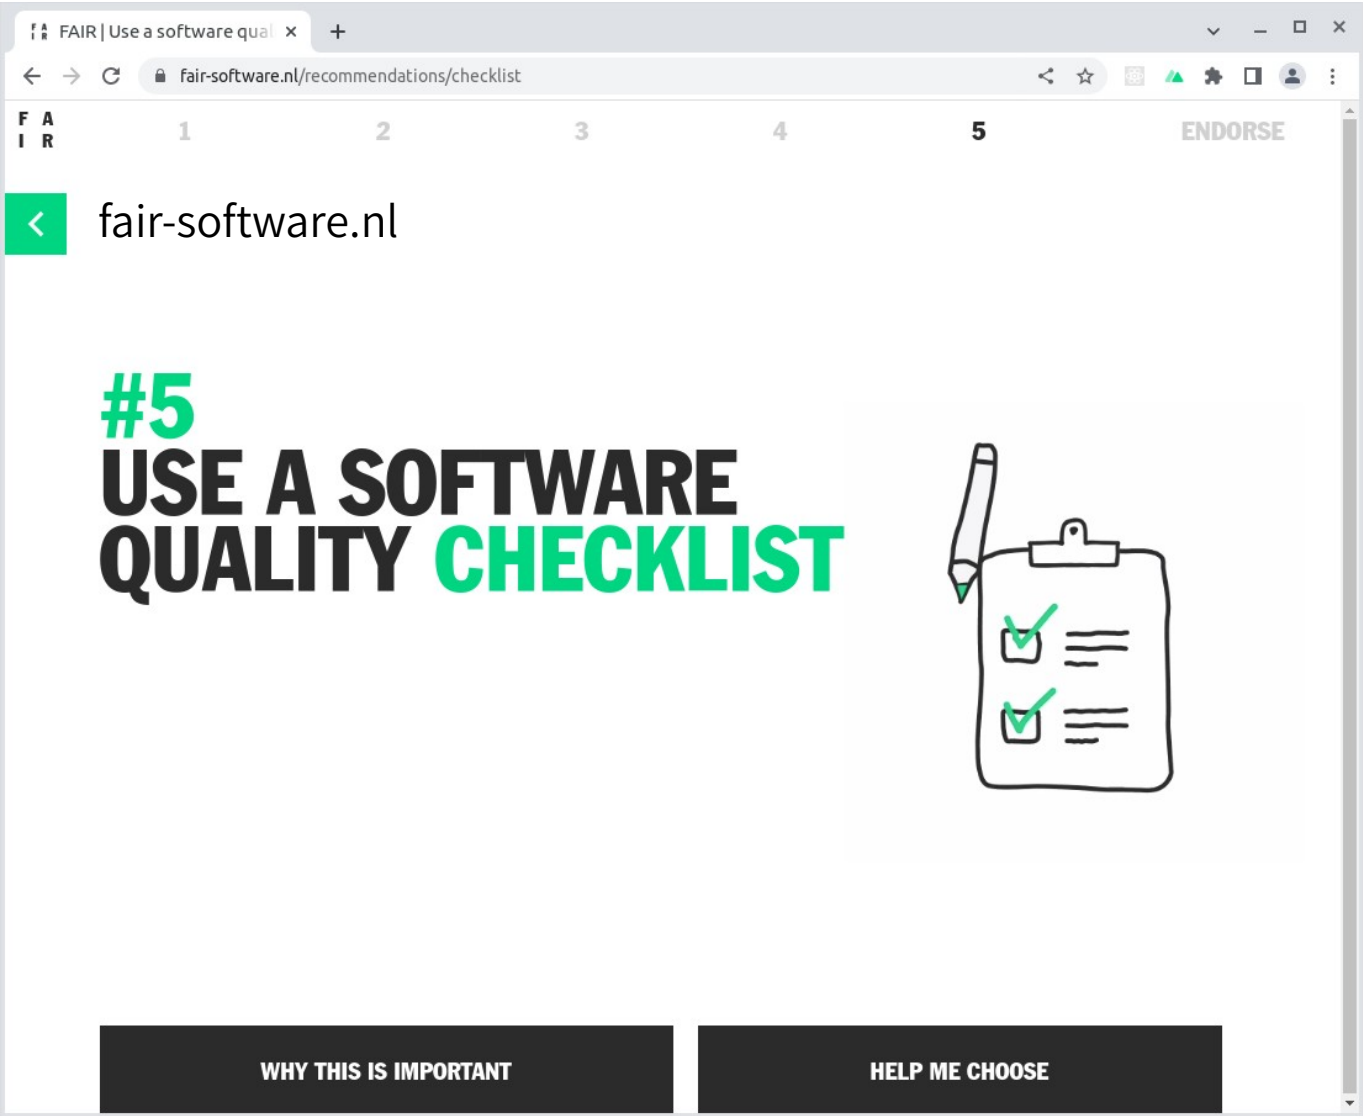 FAIR | Use a software qual
fair-software.nl/recommendations/checklist
F A
I R
1 2 3 4 5 ENDORSE
fair-software.nl
#5
USE A SOFTWARE
QUALITY CHECKLIST
WHY THIS IS IMPORTANT
HELP ME CHOOSE